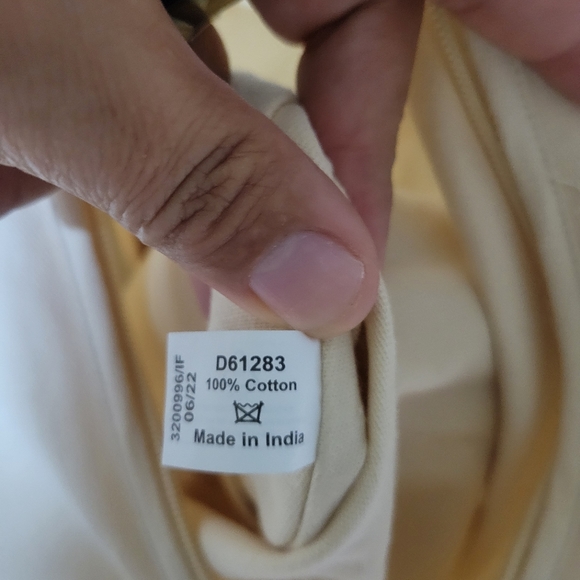 D61283
100% Cotton
Made in India
3200996/IF
06/22